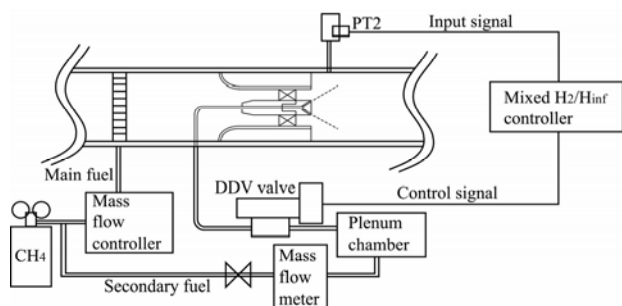 PT2
Input signal
Mixed H2/Hinf
controller
Main fuel
DDV valve
Control signal
Mass
flow
controller
Plenum
chamber
CH4
Mass
flow
meter
Secondary fuel